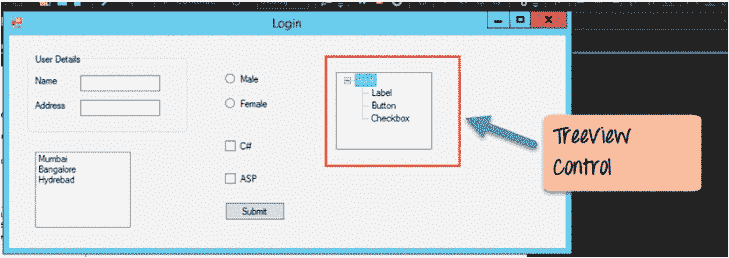 Login
User Details
Name
Address
Male
Female
Label
Button
Checkbox
C#
ASP
Mumbai
Bangalore
Hydrebad
Submit
TreeView
Control